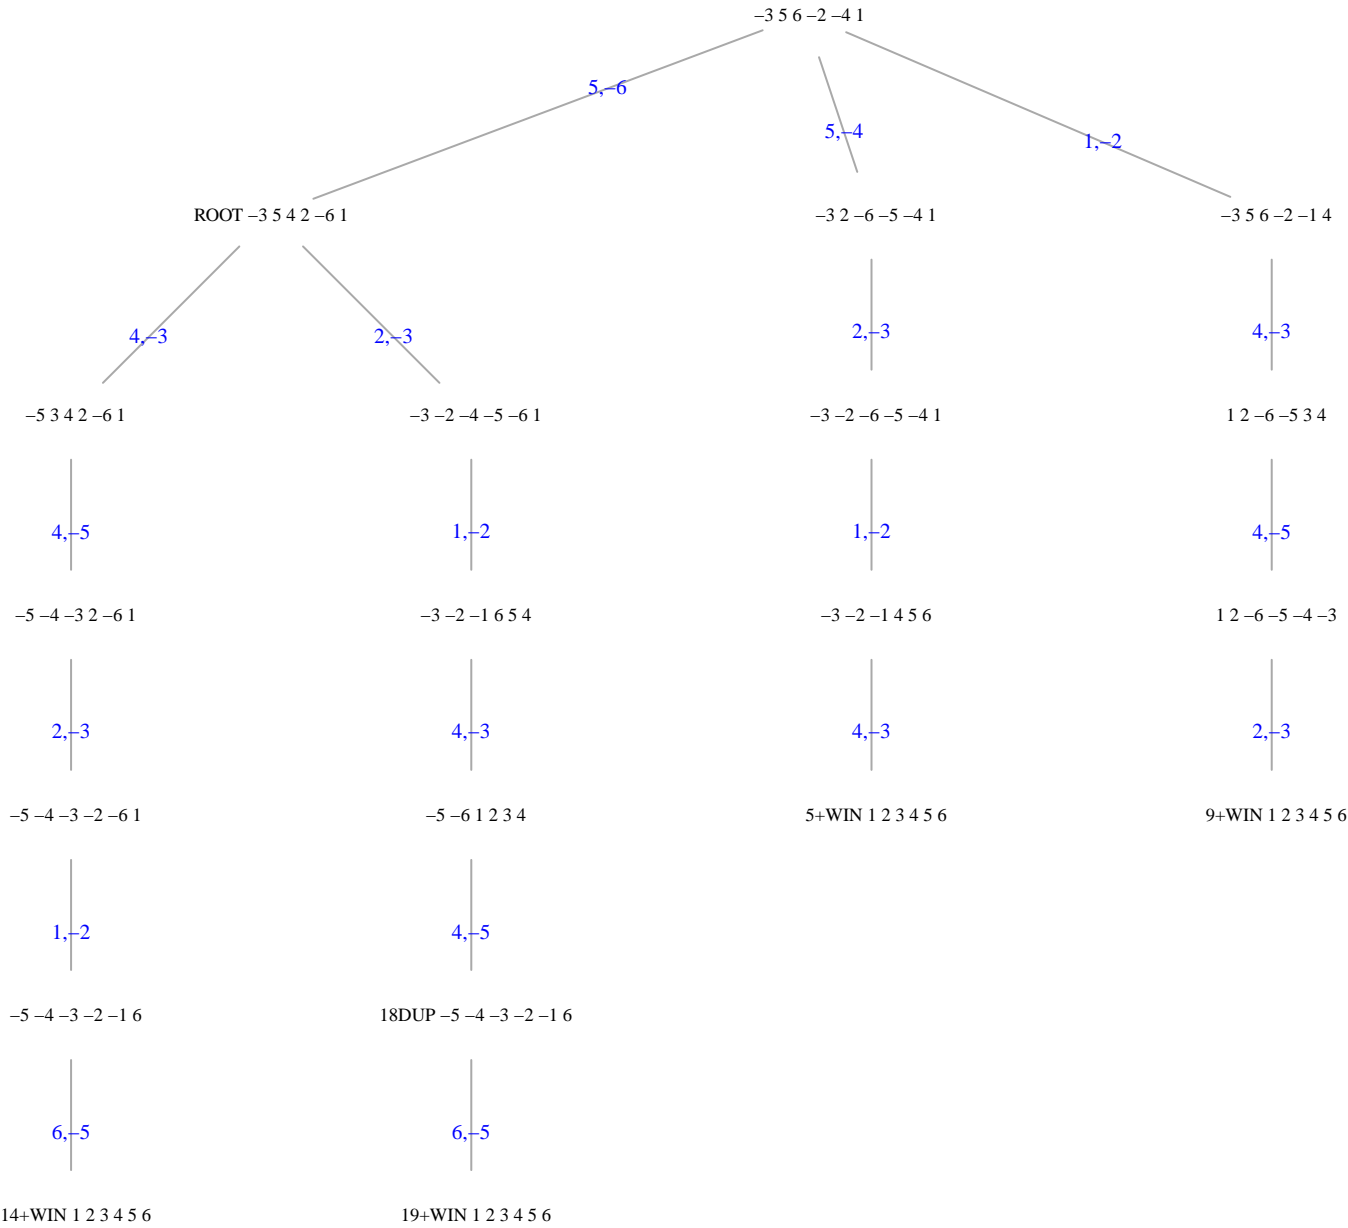 –3 5 6 –2 –4 1
5,–6
5,–4
1,–2
ROOT –3 5 4 2 –6 1
–3 2 –6 –5 –4 1
–3 5 6 –2 –1 4
4,–3
2,–3
2,–3
4,–3
–5 3 4 2 –6 1
–3 –2 –4 –5 –6 1
–3 –2 –6 –5 –4 1
1 2 –6 –5 3 4
4,–5
1,–2
1,–2
4,–5
–5 –4 –3 2 –6 1
–3 –2 –1 6 5 4
–3 –2 –1 4 5 6
1 2 –6 –5 –4 –3
2,–3
4,–3
4,–3
2,–3
–5 –4 –3 –2 –6 1
–5 –6 1 2 3 4
5+WIN 1 2 3 4 5 6
9+WIN 1 2 3 4 5 6
1,–2
4,–5
–5 –4 –3 –2 –1 6
18DUP –5 –4 –3 –2 –1 6
6,–5
6,–5
14+WIN 1 2 3 4 5 6
19+WIN 1 2 3 4 5 6